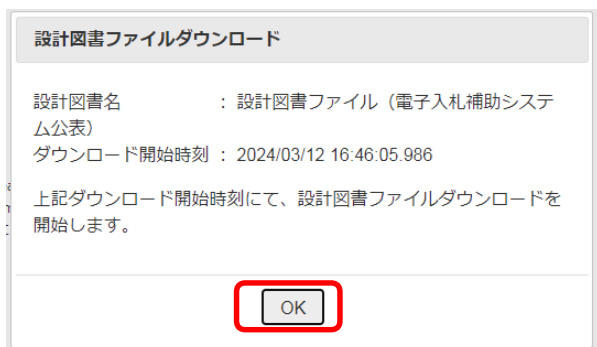 設計図書ファイルダウンロード
設計図書名　　　　　： 設計図書ファイル（電子入札補助システ
ム公表）
ダウンロード開始時刻 ： 2024/03/12 16:46:05.986
上記ダウンロード開始時刻にて、設計図書ファイルダウンロードを
開始します。
OK